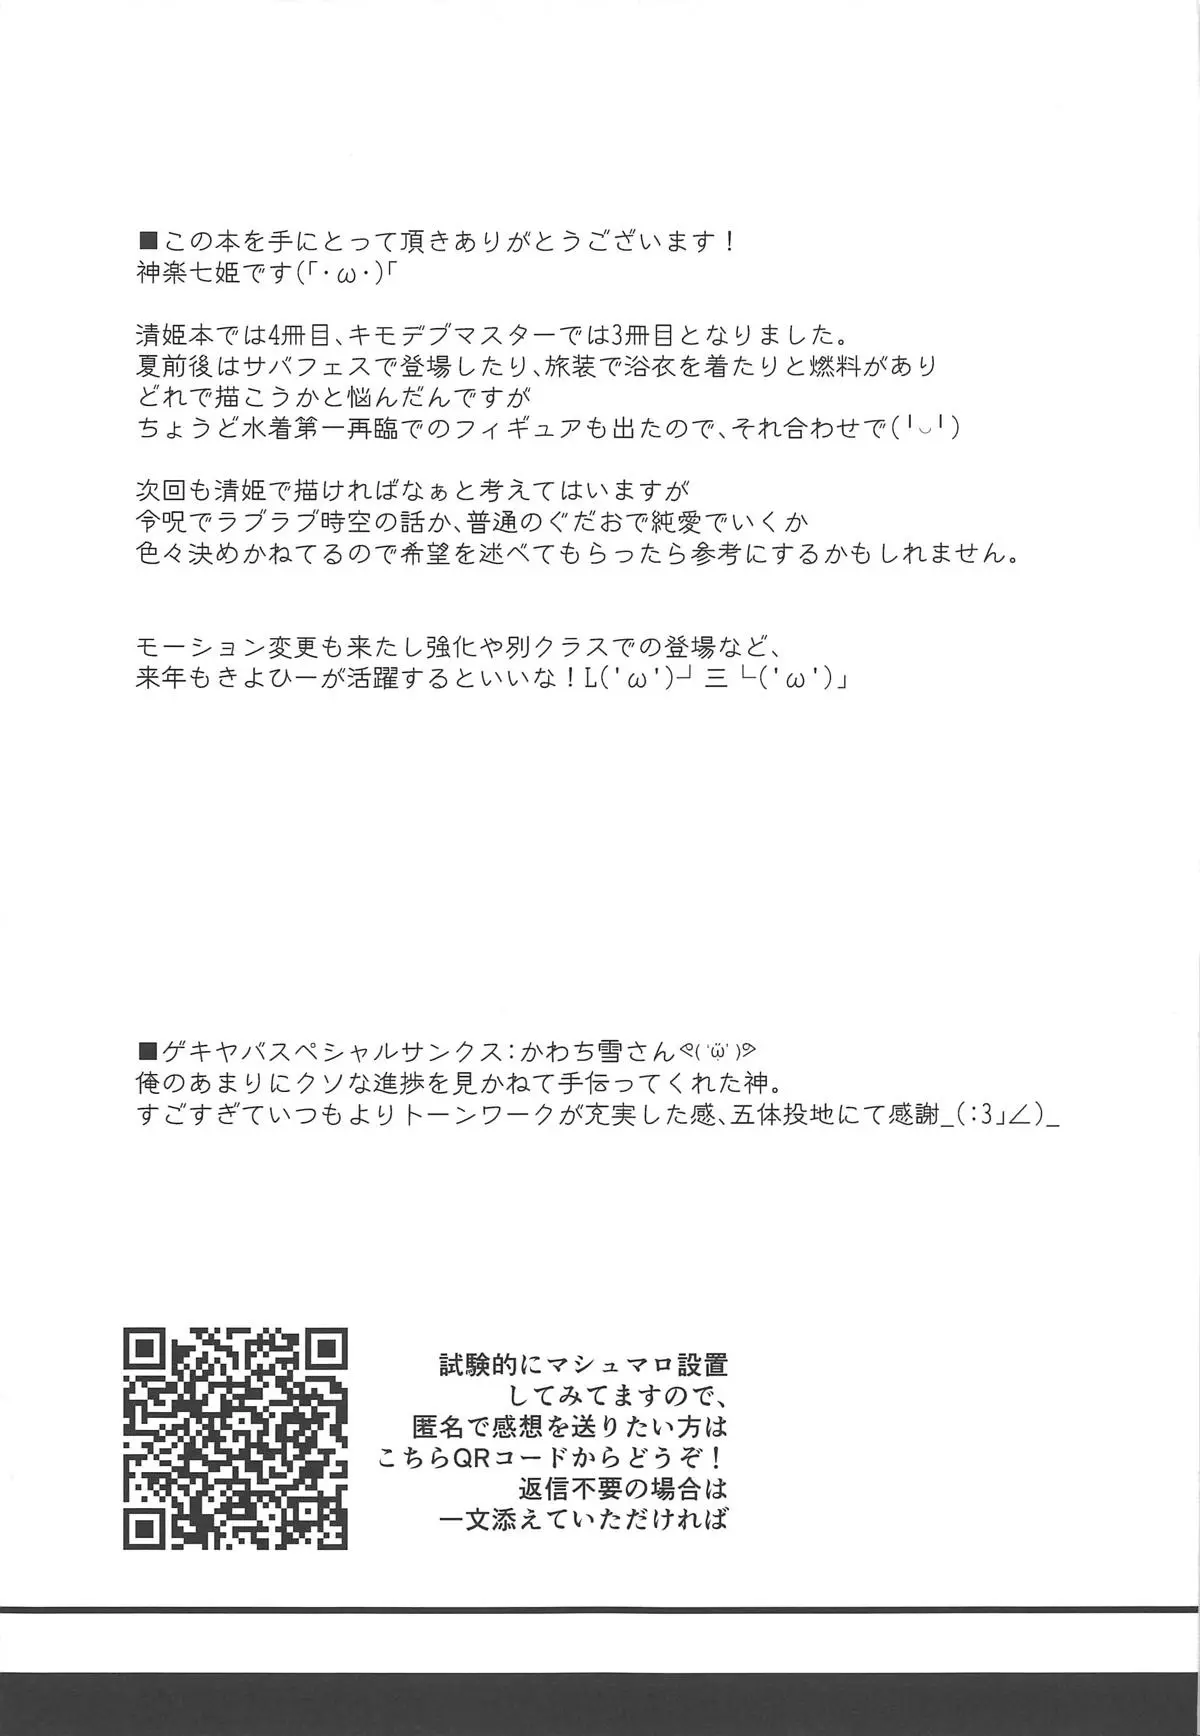 ■この本を手にとって頂きありがとうございます！
神楽七姫です(｢・ω・)｢
清姫本では4冊目、キモデブマスターでは3冊目となりました。
夏前後はサバフェスで登場したり、旅装で浴衣を着たりと燃料があり
どれで描こうかと悩んだんですが
ちょうど水着第一再臨でのフィギュアも出たので、それ合わせで(╹◡╹)
次回も清姫で描ければなぁと考えてはいますが
令呪でラブラブ時空の話か、普通のぐだおで純愛でいくか
色々決めかねてるので希望を述べてもらったら参考にするかもしれません。
モーション変更も来たし強化や別クラスでの登場など、
来年もきよひーが活躍するといいな！L('ω')┘三└('ω')｣
■ゲキヤバスペシャルサンクス：かわち雪さん
俺のあまりにクソな進捗を見かねて手伝ってくれた神。
すごすぎていつもよりトーンワークが充実した感、五体投地にて感謝_(:3｣∠)_
試験的にマシュマロ設置
してみてますので、
匿名で感想を送りたい方は
こちらQRコードからどうぞ！
返信不要の場合は
一文添えていただければ